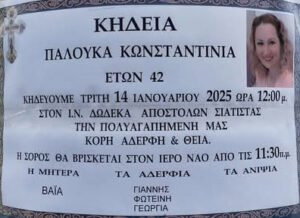 ΚΗΔΕΙΑ
ΠΑΛΟΥΚΑ ΚΩΝΣΤΑΝΤΙΝΙΑ
ΕΤΩΝ 42
ΚΗΔΕΥΟΥΜΕ ΤΡΙΤΗ 14 ΙΑΝΟΥΑΡΙΟΥ 2025 ΩΡΑ 12:00μ.
ΣΤΟΝ Ι.Ν. ΔΩΔΕΚΑ ΑΠΟΣΤΟΛΩΝ ΣΙΑΤΙΣΤΑΣ
ΤΗΝ ΠΟΛΥΑΓΑΠΗΜΕΝΗ ΜΑΣ
ΚΟΡΗ ΑΔΕΡΦΗ & ΘΕΙΑ.
Η ΣΟΡΟΣ ΘΑ ΒΡΙΣΚΕΤΑΙ ΣΤΟΝ ΙΕΡΟ ΝΑΟ ΑΠΟ ΤΙΣ 11:30π.μ.
Η ΜΗΤΕΡΑ ΤΑ ΑΔΕΡΦΙΑ ΤΑ ΑΝΙΨΙΑ
ΒΑΪΑ ΓΙΑΝΝΗΣ
ΦΩΤΕΙΝΗ
ΓΕΩΡΓΙΑ